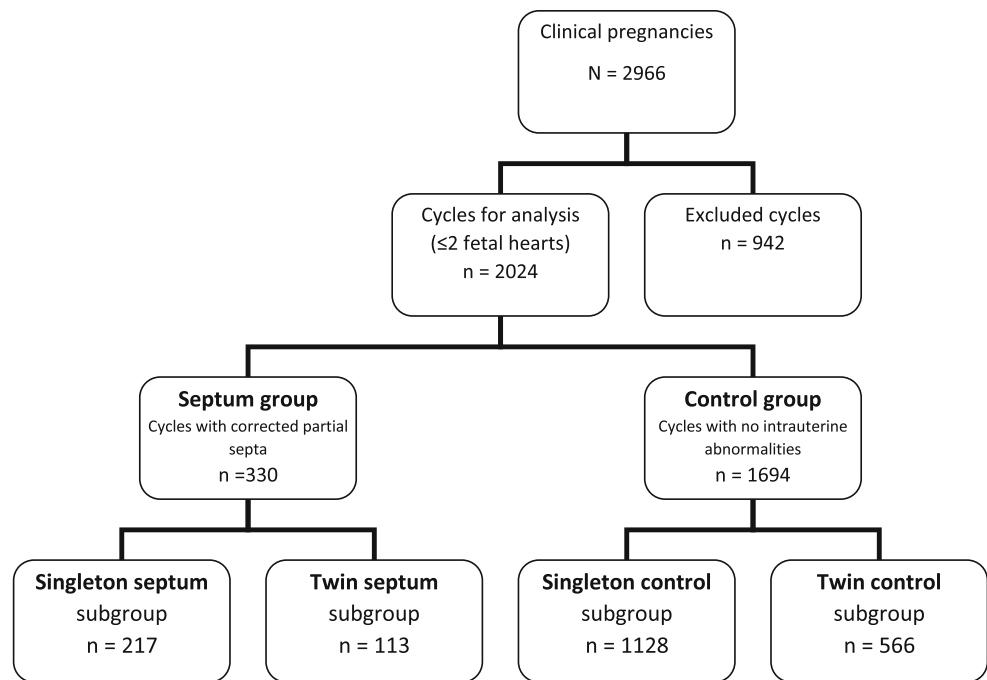 Clinical pregnancies
N = 2966
Cycles for analysis
(≤2 fetal hearts)
n = 2024
Excluded cycles
n = 942
Septum group
Cycles with corrected partial
septa
n =330
Control group
Cycles with no intrauterine
abnormalities
n = 1694
Singleton septum
subgroup
n = 217
Twin septum
subgroup
n = 113
Singleton control
subgroup
n = 1128
Twin control
subgroup
n = 566